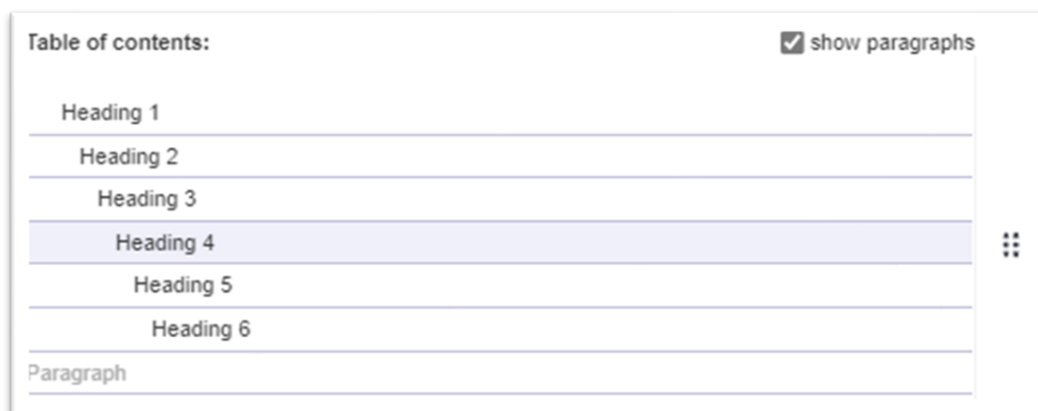 Table of contents: show paragraphs
Heading 1
Heading 2
Heading 3
Heading 4
Heading 5
Heading 6
Paragraph